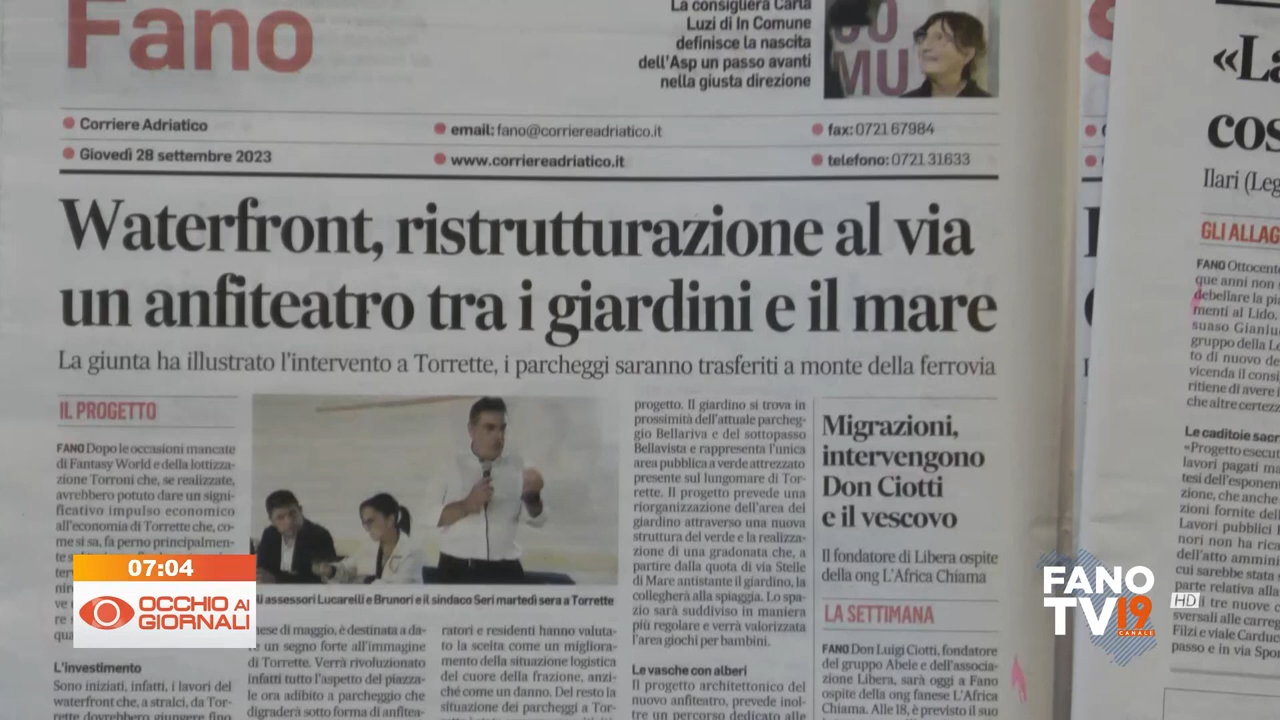 Fano
La consigliera Carla
Luzi di In Comune
definisce la nascita
dell'Asp un passo avanti
nella giusta direzione
MU
Corriere Adriatico
email: fano@corriereadriatico.it
fax: 0721 67984
Giovedì 28 settembre 2023
www.corriereadriatico.it
telefono: 0721 31633
Waterfront, ristrutturazione al via
un anfiteatro tra i giardini e il mare
La giunta ha illustrato l'intervento a Torrette, i parcheggi saranno trasferiti a monte della ferrovia
IL PROGETTO
FANO Dopo le occasioni mancate
di Fantasy World e della lottizza-
zione Torroni che, se realizzate,
avrebbero potuto dare un signi-
ficativo impulso economico
all'economia di Torrette che, co-
me si sa, fa perno principalmen-
L'investimento
Sono iniziati, infatti, i lavori del
waterfront che, a stralci, da Tor-
rette dovrebbero giungere fino
li assessori Lucarelli e Brunori e il sindaco Seri martedì sera a Torrette
mese di maggio, è destinata a da-
re un segno forte all'immagine
di Torrette. Verrà rivoluzionato
infatti tutto l'aspetto del piazza-
le ora adibito a parcheggio che
digraderà sotto forma di anfitea-
ratori e residenti hanno valuta-
to la scelta come un migliora-
mento della situazione logistica
del cuore della frazione, anzi-
ché come un danno. Del resto la
situazione dei parcheggi a Tor-
progetto. Il giardino si trova in
prossimità dell'attuale parcheg-
gio Bellariva e del sottopasso
Bellavista e rappresenta l'unica
area pubblica a verde attrezzato
presente sul lungomare di Tor-
rette. Il progetto prevede una
riorganizzazione dell'area del
giardino attraverso una nuova
struttura del verde e la realizza-
zione di una gradonata che, a
partire dalla quota di via Stelle
di Mare antistante il giardino, la
collegherà alla spiaggia. Lo spa-
zio sarà suddiviso in maniera
più regolare e verrà valorizzata
l'area giochi per bambini.
Le vasche con alberi
Il progetto architettonico del
nuovo anfiteatro, prevede inol-
tre un percorso dedicato alle
Migrazioni,
intervengono
Don Ciotti
e il vescovo
Il fondatore di Libera ospite
della ong L'Africa Chiama
LA SETTIMANA
FANO Don Luigi Ciotti, fondatore
del gruppo Abele e dell'associa-
zione Libera, sarà oggi a Fano
ospite della ong fanese L'Africa
Chiama. Alle 18, è previsto il suo
«La
cos
Ilari (Leg
GLI ALLAG
FANO Ottocente
que anni non
debellare la pi
menti al Lido,
suaso Gianlu
gruppo della Le
to di nuovo de
vicenda il consi
ritiene di avere
che altre certezz
Le caditoie sacr
«Progetto esecut
lavori pagati ma
tesi dell'esponen
zione, che anche
zioni fornite del
Lavori pubblici
nori non ha rica
dell'atto ammini
cui sarebbe stata
parte relativa alla
tre nuove c
sversali alle carreg
Filzi e viale Carduc
passo e in via Spon
07:04
OCCHIO AI
GIORNALI
FANO
TV19
CANALE
HD